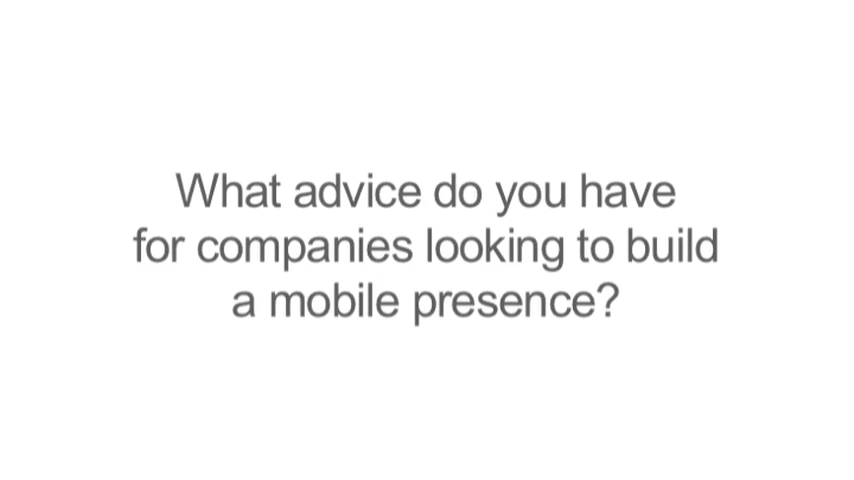 What advice do you have
for companies looking to build
a mobile presence?